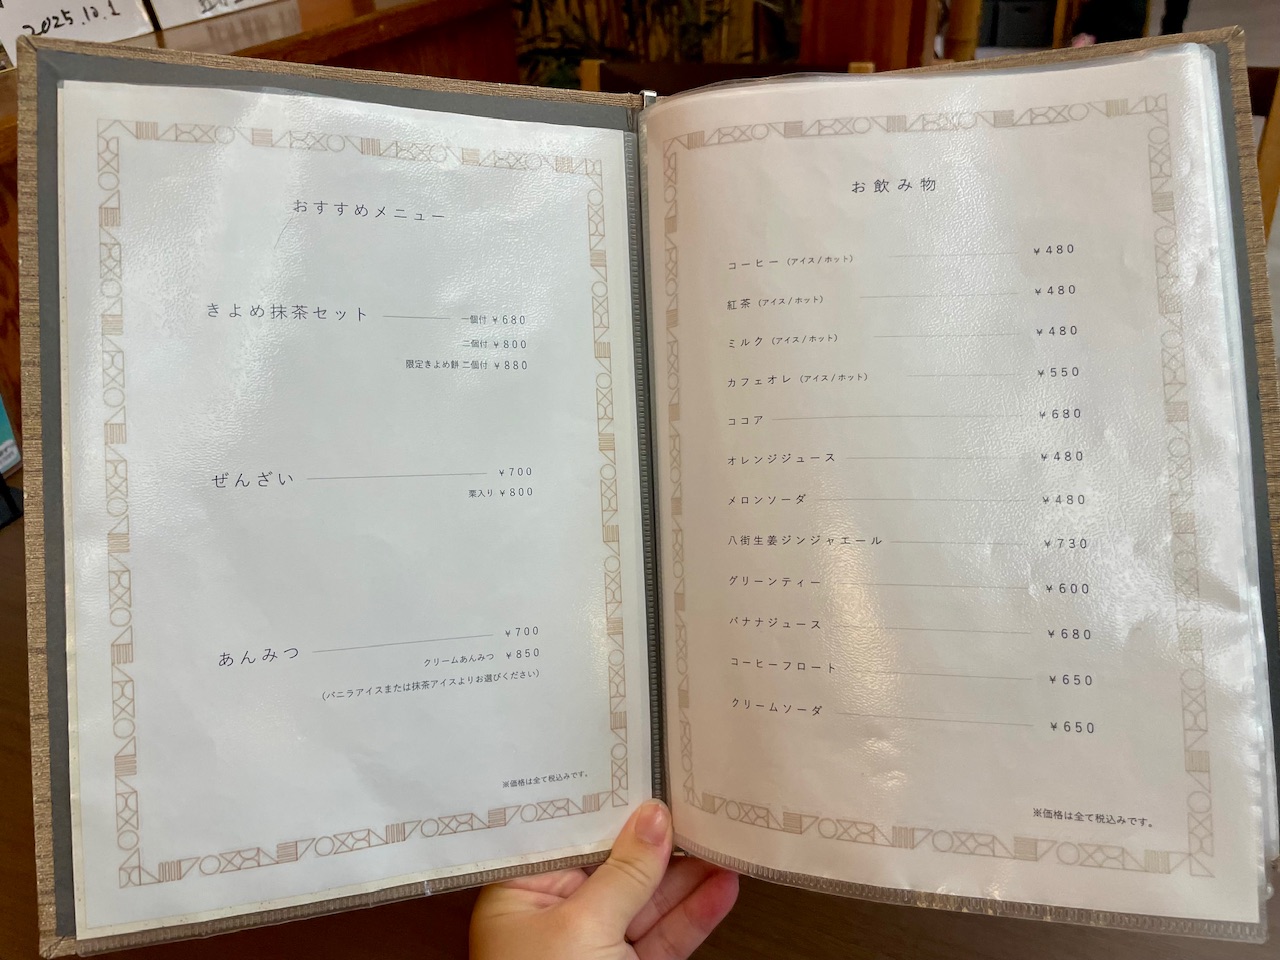 2025.10.1
おすすめメニュー
きよめ抹茶セット 一個付 ¥680
二個付 ¥800
限定きよめ餅 二個付 ¥880
ぜんざい ¥700
栗入り ¥800
あんみつ ¥700
クリームあんみつ ¥850
(バニラアイスまたは抹茶アイスよりお選びください)
※価格は全て税込みです。
お飲み物
コーヒー (アイス/ホット) ¥480
紅茶 (アイス/ホット) ¥480
ミルク (アイス/ホット) ¥480
カフェオレ (アイス/ホット) ¥550
ココア ¥680
オレンジジュース ¥480
メロンソーダ ¥480
八街生姜ジンジャエール ¥730
グリーンティー ¥600
バナナジュース ¥680
コーヒーフロート ¥650
クリームソーダ ¥650
※価格は全て税込みです。